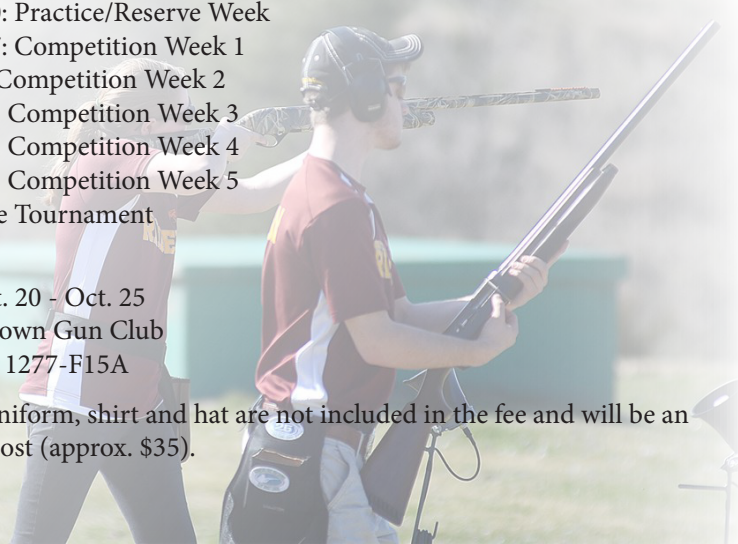 : Practice/Reserve Week
: Competition Week 1
Competition Week 2
Competition Week 3
Competition Week 4
Competition Week 5
Tournament
. 20 - Oct. 25
own Gun Club
1277-F15A
niform, shirt and hat are not included in the fee and will be an
ost (approx. $35).